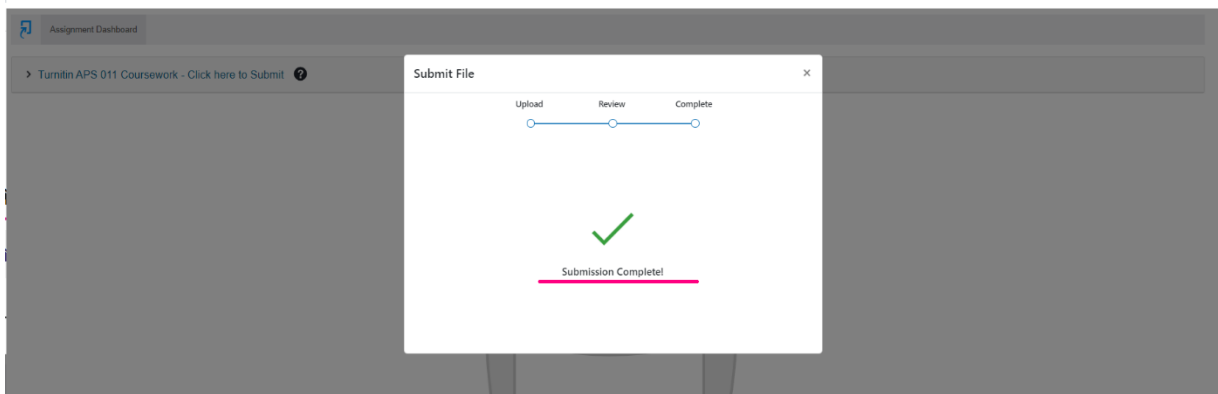 Assignment Dashboard
Turnitin APS 011 Coursework - Click here to Submit ?
Submit File ×
Upload Review Complete
Submission Complete!